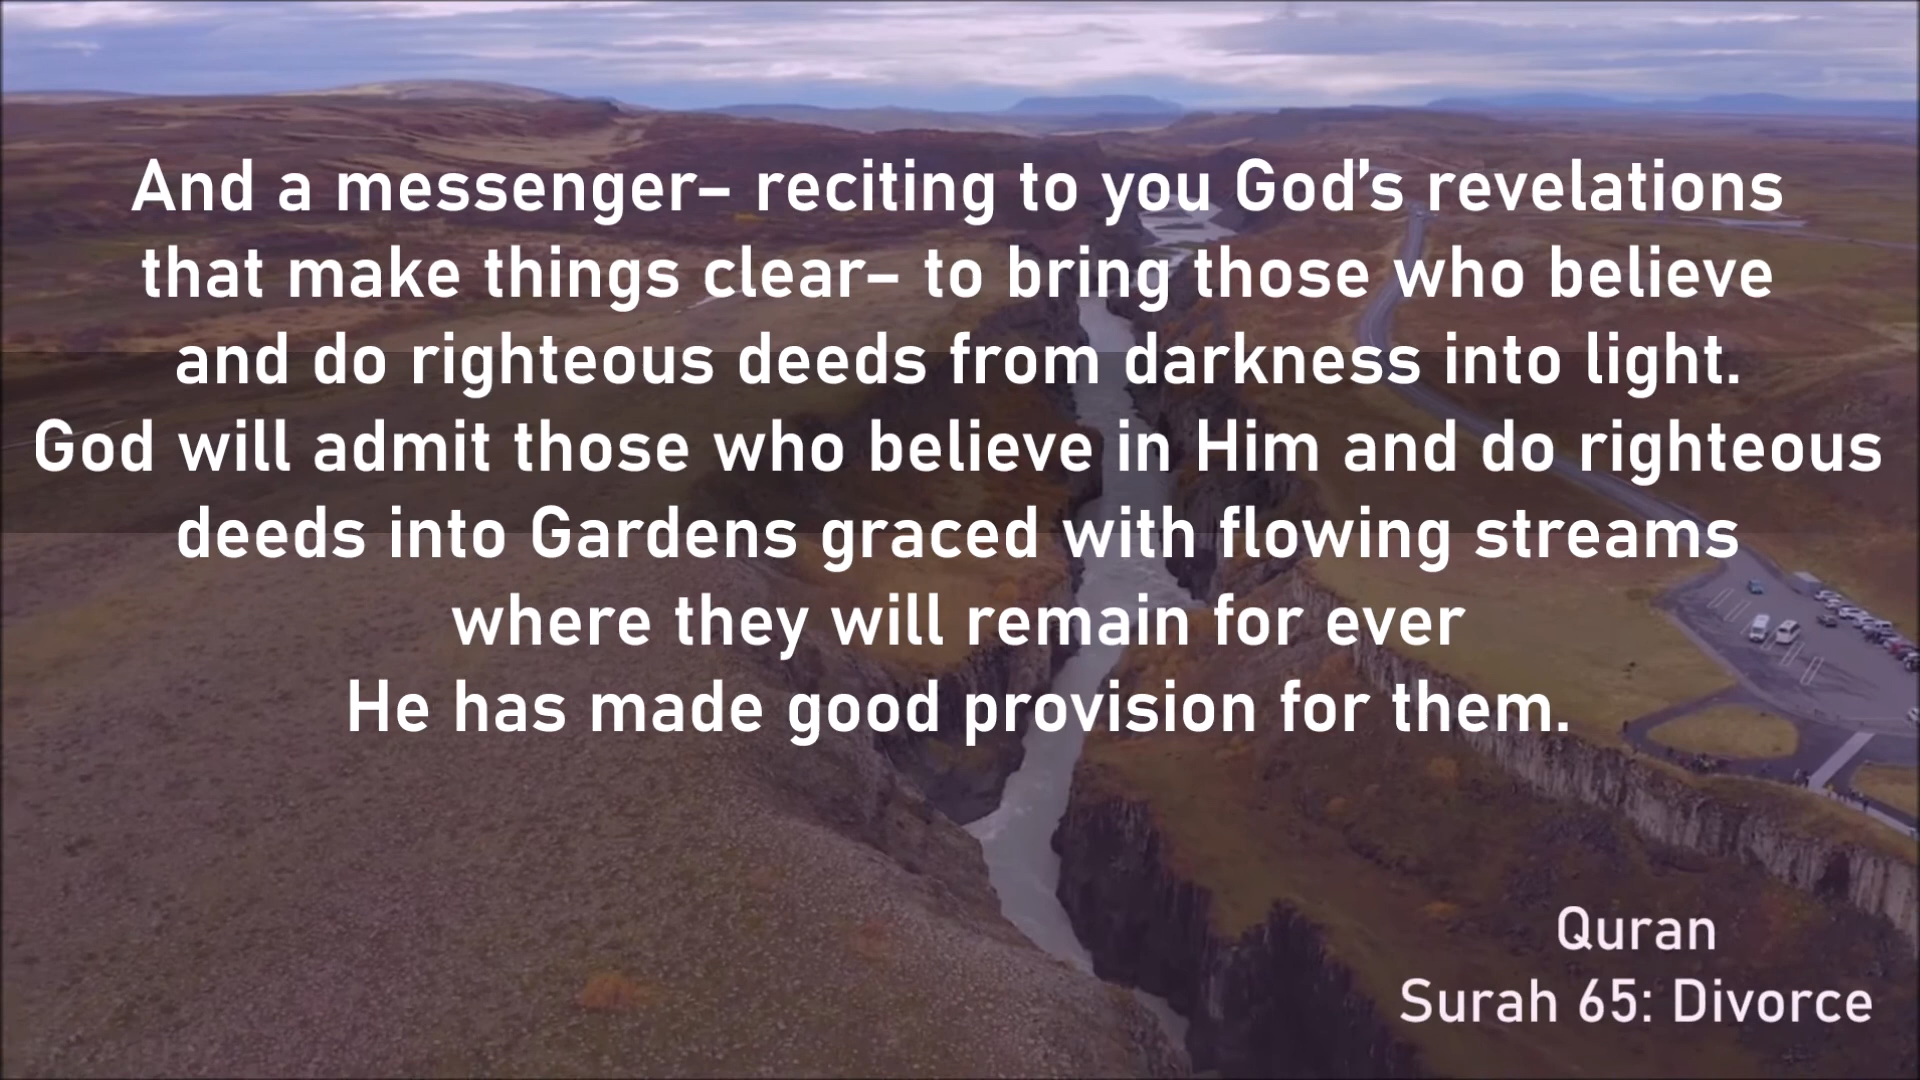 And a messenger– reciting to you God’s revelations
that make things clear– to bring those who believe
and do righteous deeds from darkness into light.
God will admit those who believe in Him and do righteous
deeds into Gardens graced with flowing streams
where they will remain for ever
He has made good provision for them.
Quran
Surah 65: Divorce